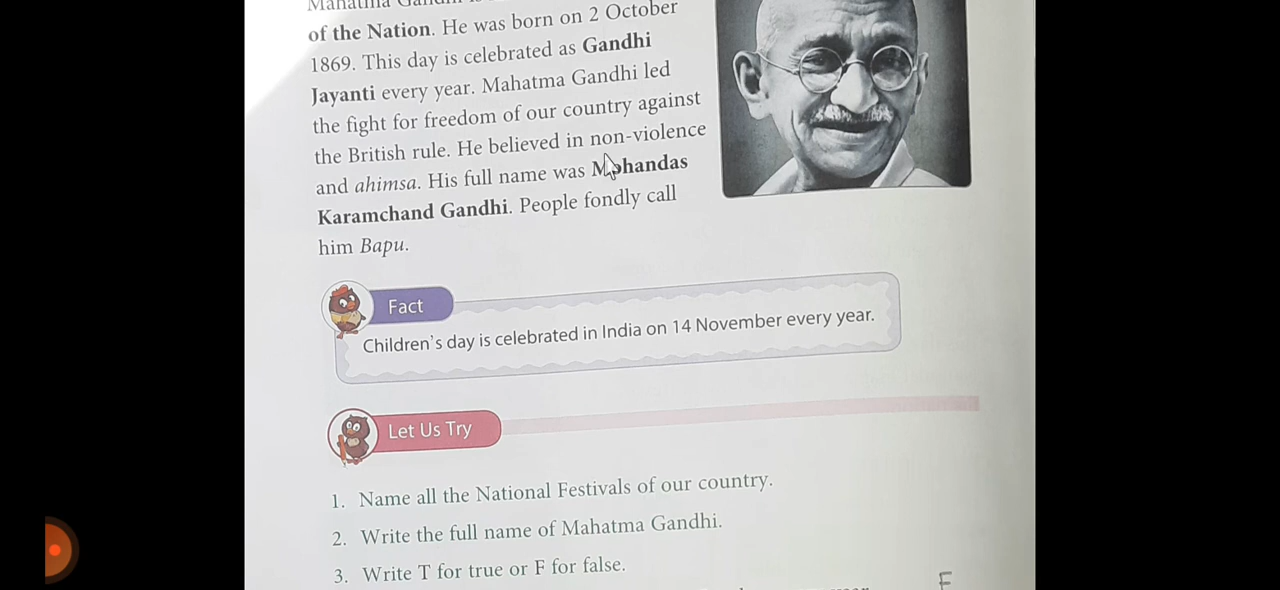 of the Nation. He was born on 2 October
1869. This day is celebrated as Gandhi
Jayanti every year. Mahatma Gandhi led
the fight for freedom of our country against
the British rule. He believed in non-violence
and ahimsa. His full name was Mohandas
Karamchand Gandhi. People fondly call
him Bapu.
Fact
Children's day is celebrated in India on 14 November every year.
Let Us Try
1. Name all the National Festivals of our country.
2. Write the full name of Mahatma Gandhi.
3. Write T for true or F for false.
F